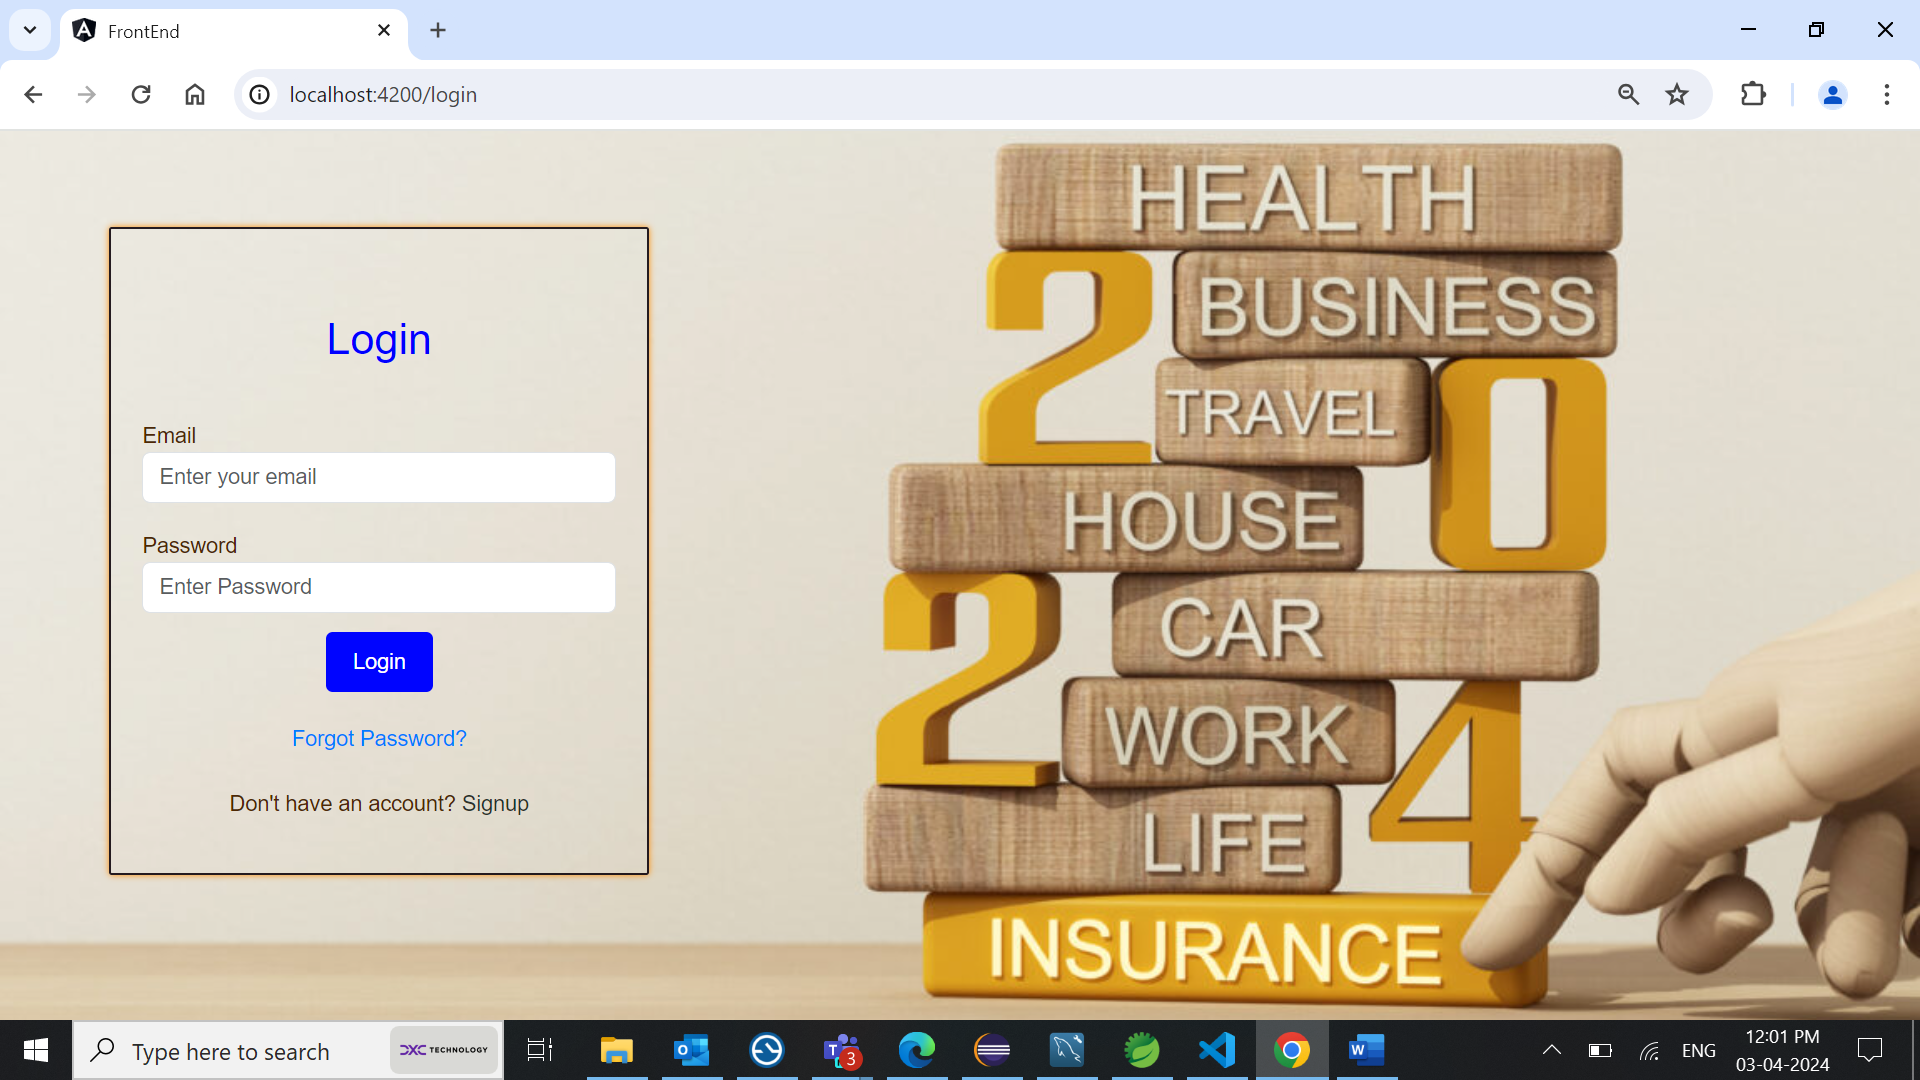 FrontEnd
localhost:4200/login
HEALTH
2 BUSINESS
TRAVEL 0
HOUSE
2 CAR
WORK 4
LIFE
INSURANCE
Login
Email
Enter your email
Password
Enter Password
Login
Forgot Password?
Don't have an account? Signup
Type here to search
DXC TECHNOLOGY
3
ENG
12:01 PM
03-04-2024